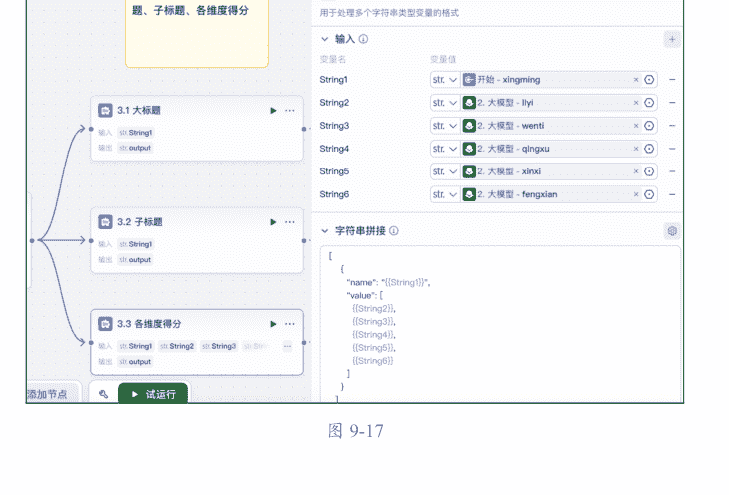 题、子标题、各维度得分
3.1 大标题
输入 str. String1
输出 str. output
3.2 子标题
输入 str. String1
输出 str. output
3.3 各维度得分
输入 str. String1 str. String2 str. String3
输出 str. output
添加节点
试运行
用于处理多个字符串类型变量的格式
输入
变量名 变量值
String1 str. 开始 - xingming
String2 str. 2. 大模型 - liyi
String3 str. 2. 大模型 - wenti
String4 str. 2. 大模型 - qingxu
String5 str. 2. 大模型 - xinxi
String6 str. 2. 大模型 - fengxian
字符串拼接
[
{
"name": "{{String1}}",
"value": [
{{String2}},
{{String3}},
{{String4}},
{{String5}},
{{String6}}
]
}
]
图 9-17